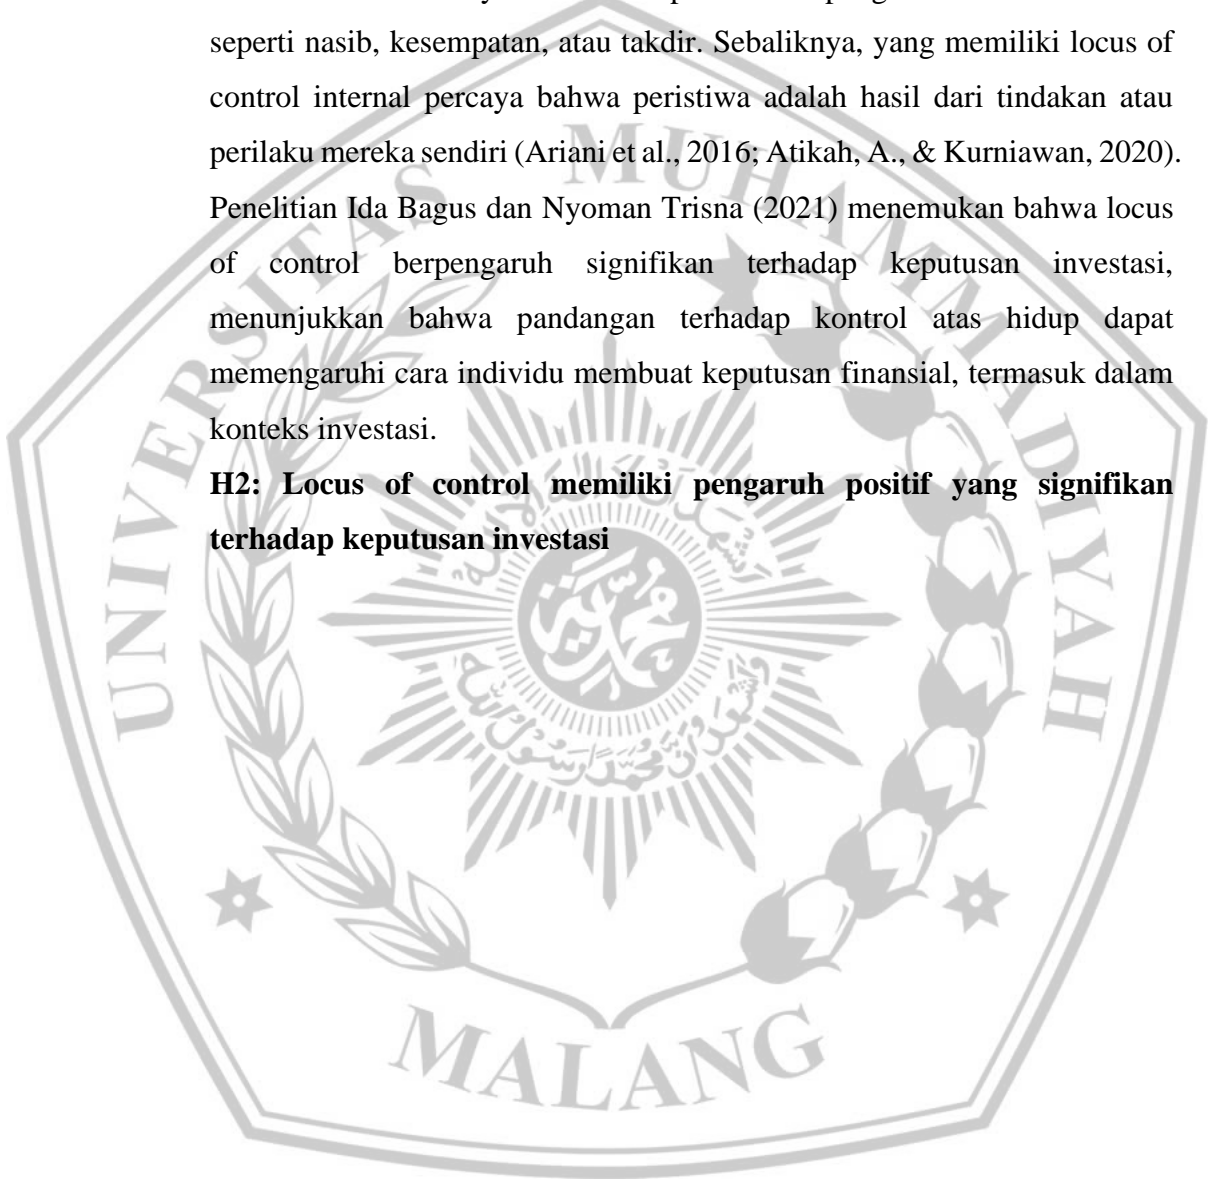 seperti nasib, kesempatan, atau takdir. Sebaliknya, yang memiliki locus of
control internal percaya bahwa peristiwa adalah hasil dari tindakan atau
perilaku mereka sendiri (Ariani et al., 2016; Atikah, A., & Kurniawan, 2020).
Penelitian Ida Bagus dan Nyoman Trisna (2021) menemukan bahwa locus
of control berpengaruh signifikan terhadap keputusan investasi,
menunjukkan bahwa pandangan terhadap kontrol atas hidup dapat
memengaruhi cara individu membuat keputusan finansial, termasuk dalam
konteks investasi.
H2: Locus of control memiliki pengaruh positif yang signifikan
terhadap keputusan investasi
UNIVERSITAS MUHAMMADIYAH
MALANG